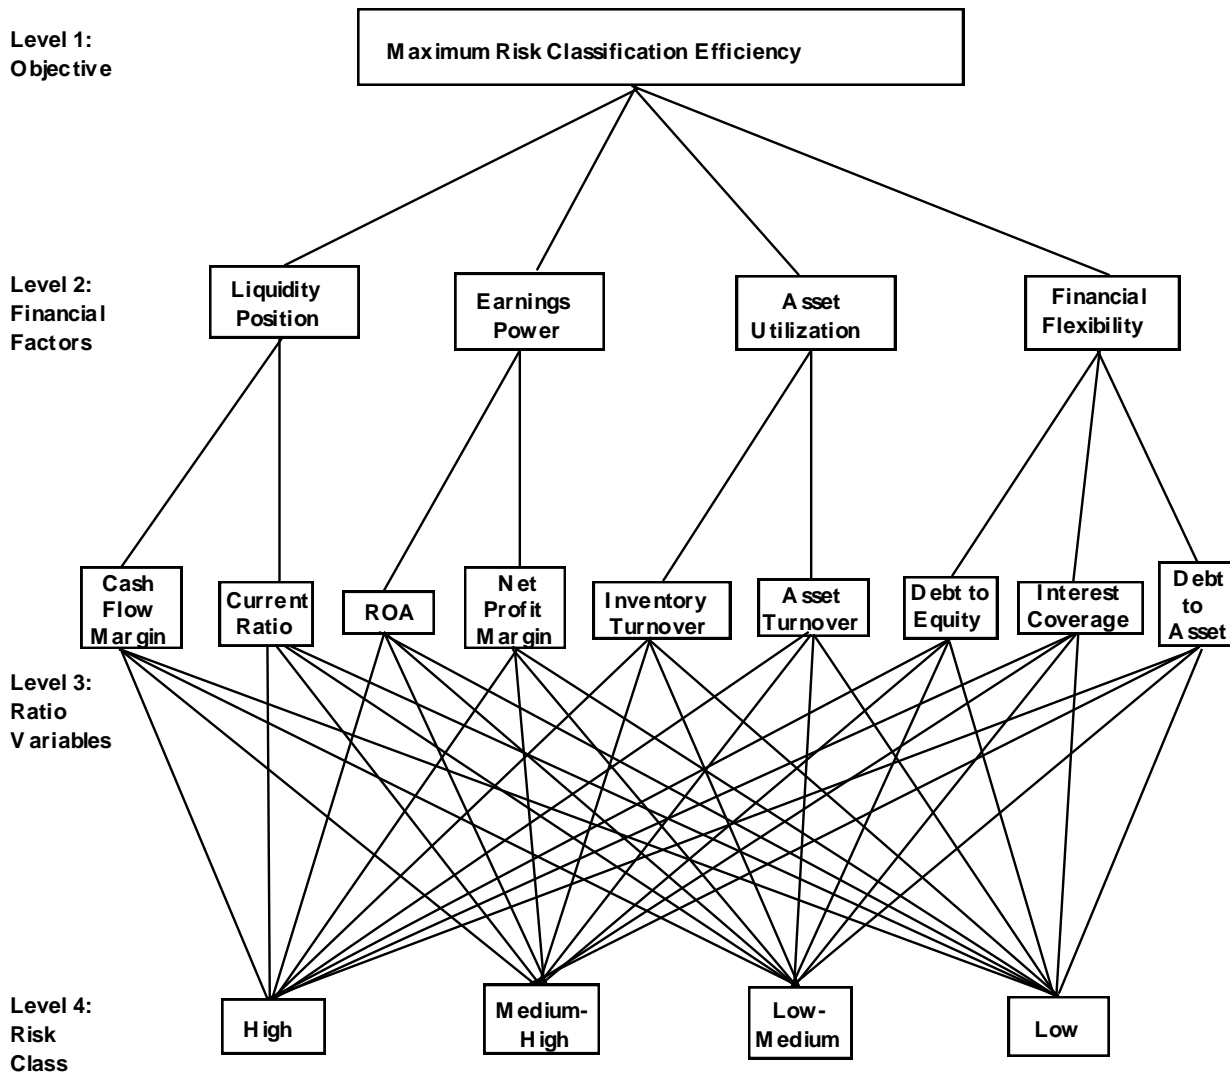 Level 1:
Objective
Maximum Risk Classification Efficiency
Level 2:
Financial
Factors
Liquidity
Position
Earnings
Power
Asset
Utilization
Financial
Flexibility
Cash
Flow
Margin
Current
Ratio
ROA
Net
Profit
Margin
Inventory
Turnover
Asset
Turnover
Debt to
Equity
Interest
Coverage
Debt
to
Asset
Level 3:
Ratio
Variables
Level 4:
Risk
Class
High
Medium-
High
Low-
Medium
Low